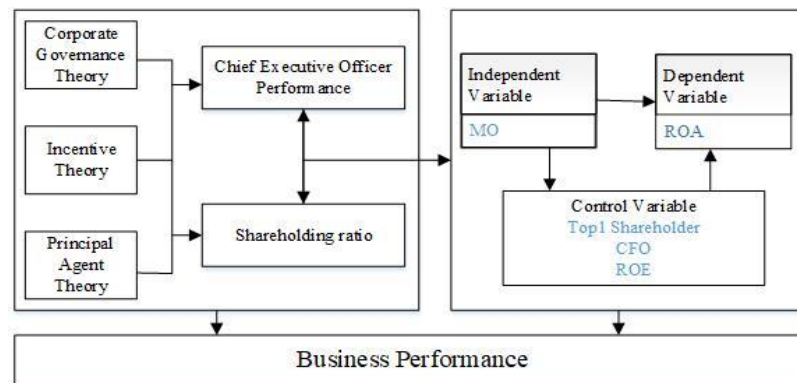 Corporate
Governance
Theory
Incentive
Theory
Principal
Agent
Theory
Chief Executive Officer
Performance
Shareholding ratio
Independent
Variable
MO
Dependent
Variable
ROA
Control Variable
Top1 Shareholder
CFO
ROE
Business Performance